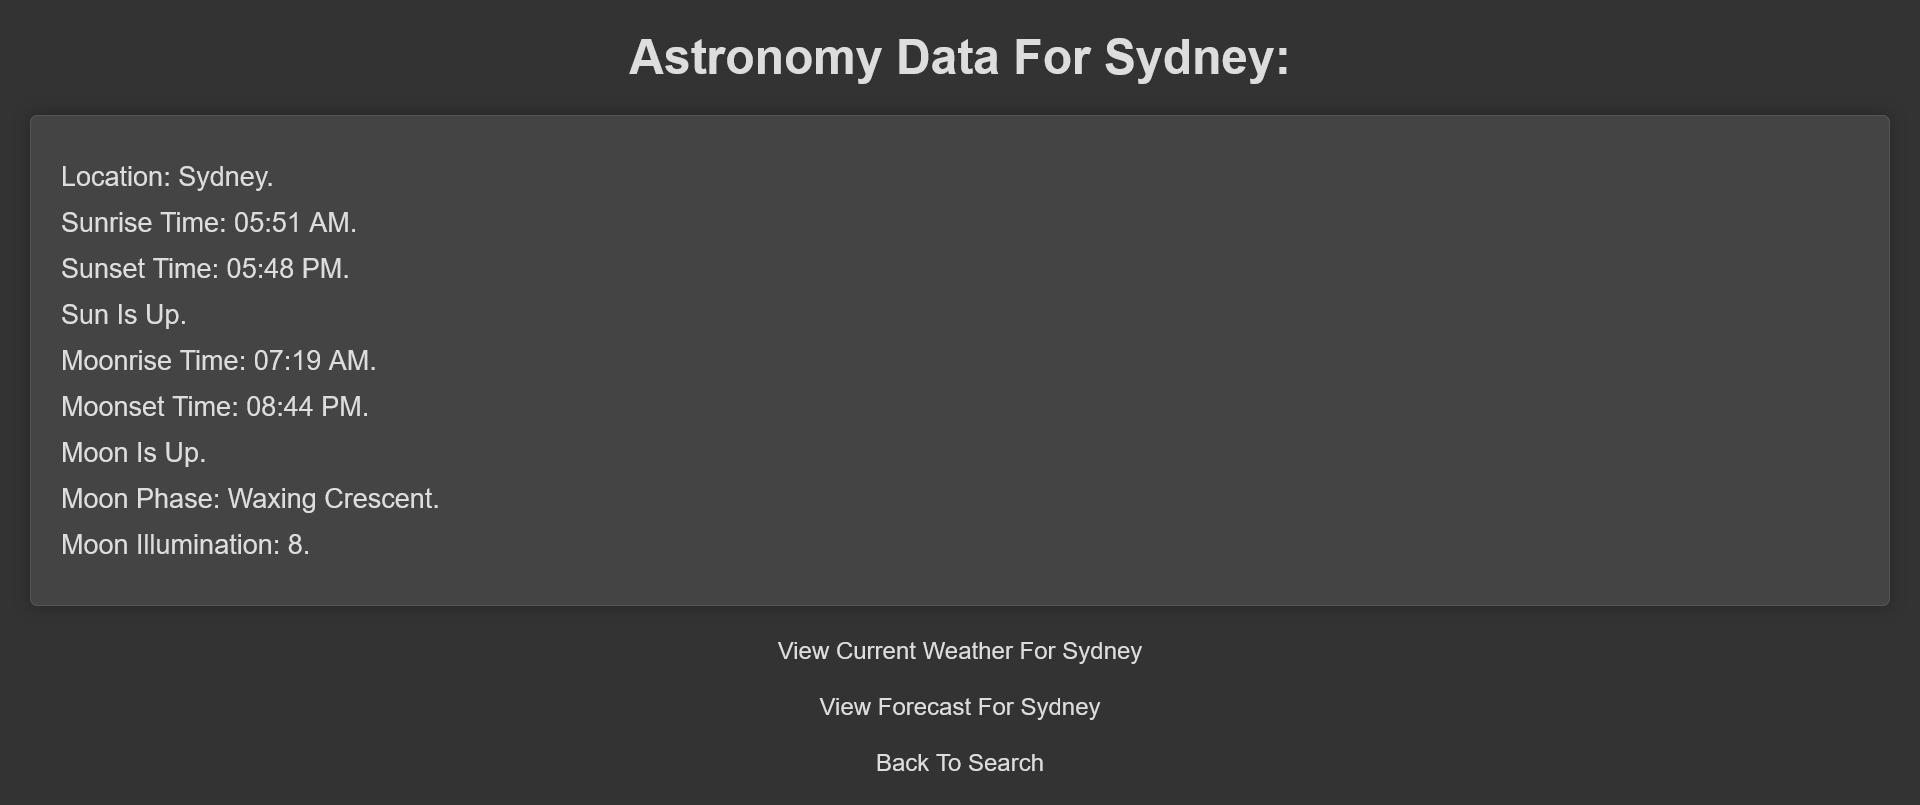 Astronomy Data For Sydney:
Location: Sydney.
Sunrise Time: 05:51 AM.
Sunset Time: 05:48 PM.
Sun Is Up.
Moonrise Time: 07:19 AM.
Moonset Time: 08:44 PM.
Moon Is Up.
Moon Phase: Waxing Crescent.
Moon Illumination: 8.
View Current Weather For Sydney
View Forecast For Sydney
Back To Search